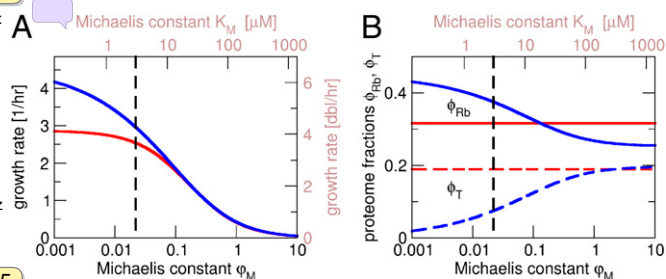 A
Michaelis constant K_M [μM]
1 10 100 1000
growth rate [1/hr]
4
3
2
1
0
growth rate [dbl/hr]
6
4
2
0
0.001 0.01 0.1 1 10
Michaelis constant φ_M
B
Michaelis constant K_M [μM]
1 10 100 1000
proteome fractions ϕ_Rb, ϕ_T
0.4
0.2
0
ϕ_Rb
ϕ_T
0.001 0.01 0.1 1 10
Michaelis constant φ_M